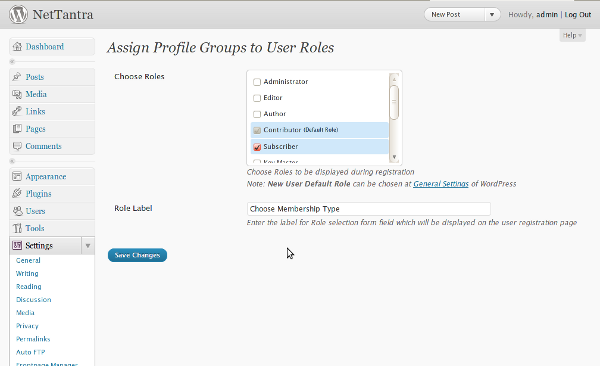 NetTantra
New Post
Howdy, admin | Log Out
Help
Dashboard
Posts
Media
Links
Pages
Comments
Appearance
Plugins
Users
Tools
Settings
General
Writing
Reading
Discussion
Media
Privacy
Permalinks
Auto FTP
Frontpage Manager
Assign Profile Groups to User Roles
Choose Roles
Administrator
Editor
Author
Contributor (Default Role)
Subscriber
Key Master
Choose Roles to be displayed during registration
Note: New User Default Role can be chosen at General Settings of WordPress
Role Label
Choose Membership Type
Enter the label for Role selection form field which will be displayed on the user registration page
Save Changes